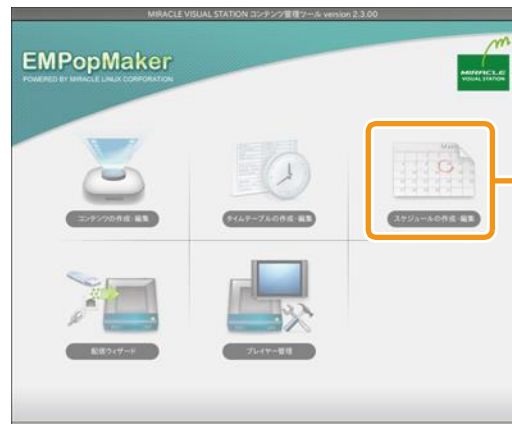 MIRACLE VISUAL STATION コンテンツ管理ツール version 2.3.00
EMPopMaker
POWERED BY MIRACLE LINUX CORPORATION
m
MIRACLE
VISUAL STATION
コンテンツの作成・編集
タイムテーブルの作成・編集
スケジュールの作成・編集
配信ウィザード
プレイヤー管理